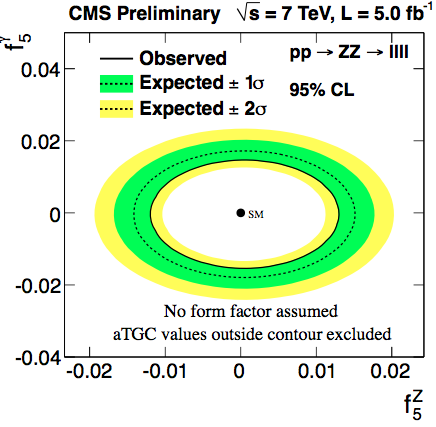 CMS Preliminary √s = 7 TeV, L = 5.0 fb⁻¹
f₅^γ
Observed
Expected ± 1σ
Expected ± 2σ
pp → ZZ → llll
95% CL
0.04
0.02
0
-0.02
-0.04
SM
No form factor assumed
aTGC values outside contour excluded
-0.02 -0.01 0 0.01 0.02
f₅^Z